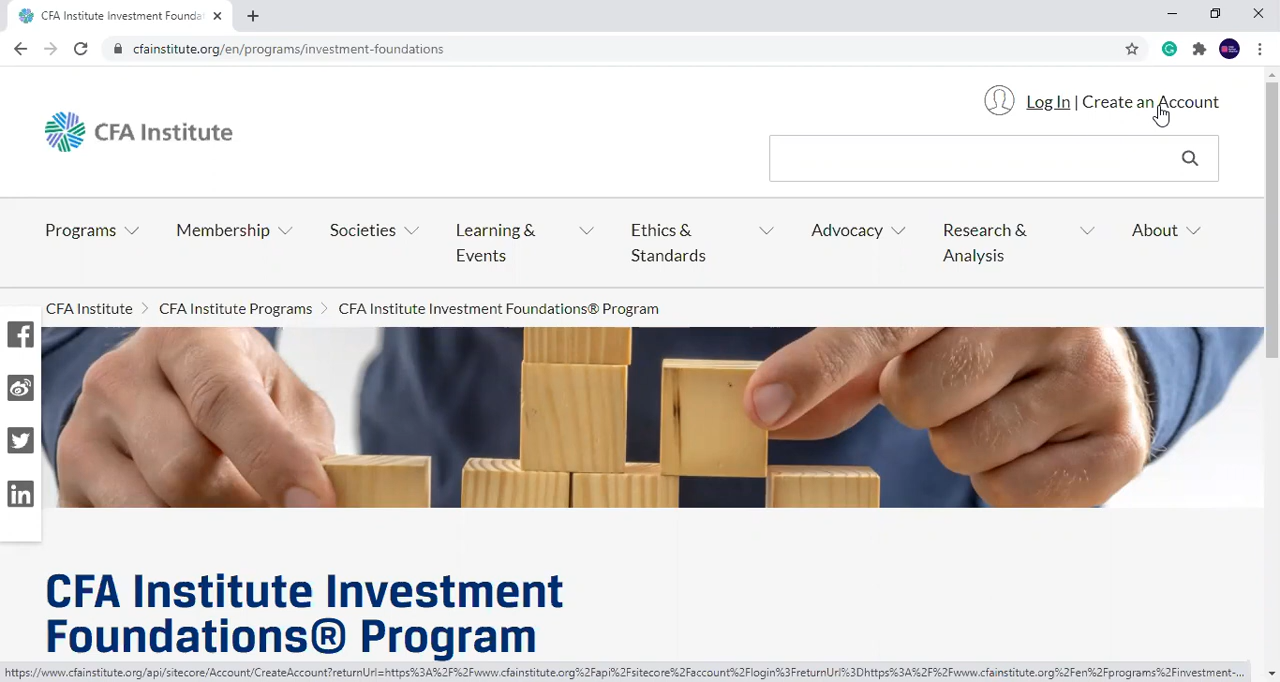 CFA Institute Investment Founda
cfainstitute.org/en/programs/investment-foundations
Log In | Create an Account
CFA Institute
Programs
Membership
Societies
Learning &
Events
Ethics &
Standards
Advocacy
Research &
Analysis
About
CFA Institute > CFA Institute Programs > CFA Institute Investment Foundations® Program
CFA Institute Investment
Foundations® Program
https://www.cfainstitute.org/api/sitecore/Account/CreateAccount?returnUrl=https%3A%2F%2Fwww.cfainstitute.org%2Fapi%2Fsitecore%2Faccount%2Flogin%3FreturnUrl%3Dhttps%3A%2F%2Fwww.cfainstitute.org%2Fen%2Fprograms%2Finvestment-...